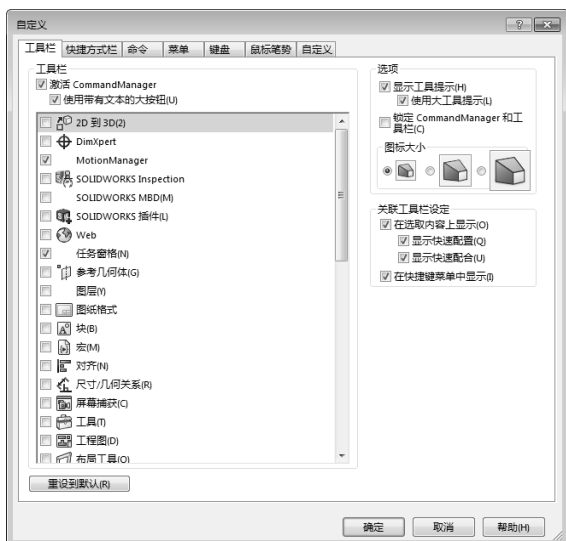 自定义
工具栏 快捷方式栏 命令 菜单 键盘 鼠标笔势 自定义
工具栏
激活 CommandManager
使用带有文本的大按钮(U)
2D 到 3D(2)
DimXpert
MotionManager
SOLIDWORKS Inspection
SOLIDWORKS MBD(M)
SOLIDWORKS 插件(L)
Web
任务窗格(N)
参考几何体(G)
图层(Y)
图纸格式
块(B)
宏(M)
对齐(N)
尺寸/几何关系(R)
屏幕捕获(C)
工具(T)
工程图(D)
布局工具(O)
重设到默认(R)
选项
显示工具提示(H)
使用大工具提示(L)
锁定 CommandManager 和工
具栏(C)
图标大小
关联工具栏设定
在选取内容上显示(O)
显示快速配置(Q)
显示快速配合(U)
在快捷键菜单中显示(I)
确定 取消 帮助(H)